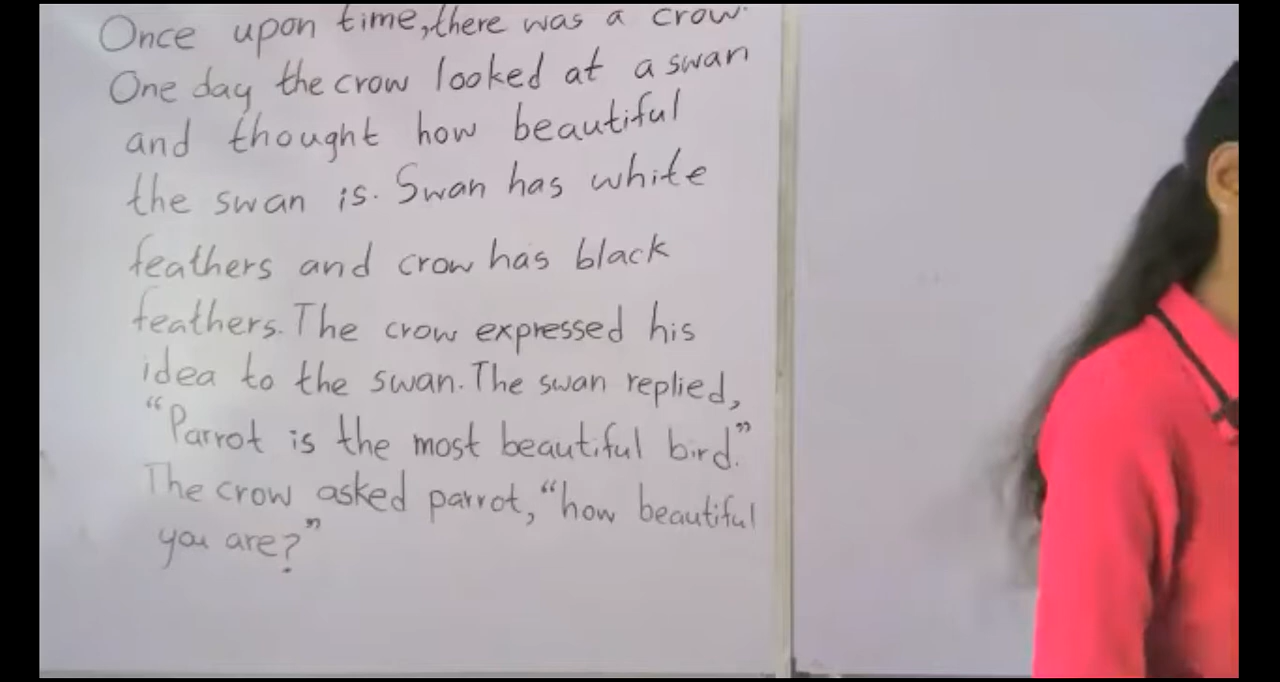 Once upon time, there was a crow.
One day the crow looked at a swan
and thought how beautiful
the swan is. Swan has white
feathers and crow has black
feathers. The crow expressed his
idea to the swan. The swan replied,
“Parrot is the most beautiful bird.”
The crow asked parrot, “how beautiful
you are?”